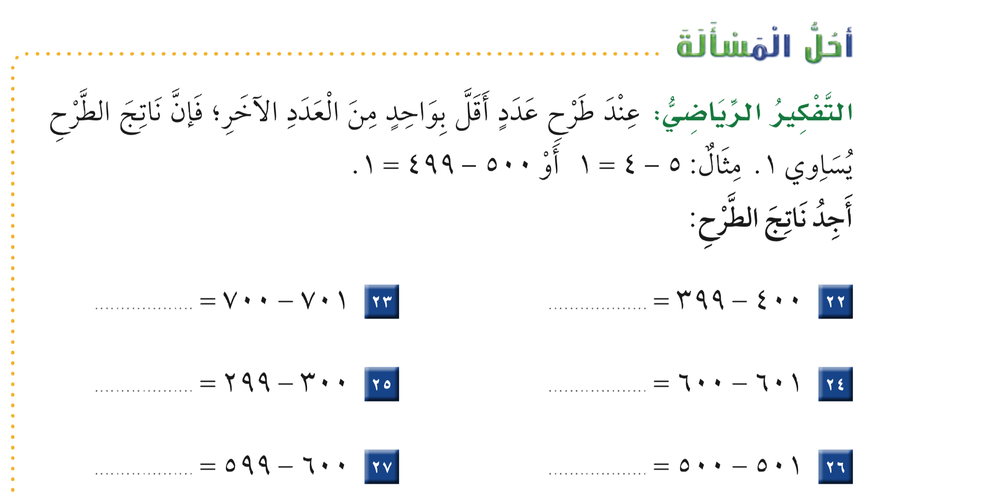 أحُلُّ الْمَسْأَلَةَ
التَّفْكِيرُ الرِّيَاضِيُّ: عِنْدَ طَرْحِ عَدَدٍ أَقَلَّ بِوَاحِدٍ مِنَ الْعَدَدِ الآخَرِ؛ فَإِنَّ نَاتِجَ الطَّرْحِ
يُسَاوِي ١. مِثَالٌ: ٥ – ٤ = ١ أَوْ ٥٠٠ – ٤٩٩ = ١.
أَجِدُ نَاتِجَ الطَّرْحِ:
٢٢ ٤٠٠ – ٣٩٩ = ..................
٢٣ ٧٠١ – ٧٠٠ = ..................
٢٤ ٦٠١ – ٦٠٠ = ..................
٢٥ ٣٠٠ – ٢٩٩ = ..................
٢٦ ٥٠١ – ٥٠٠ = ..................
٢٧ ٦٠٠ – ٥٩٩ = ..................